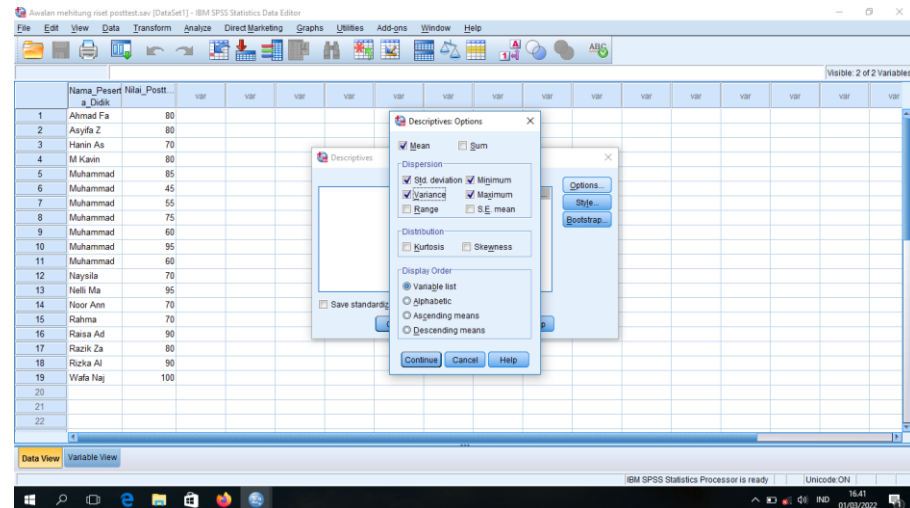 Awalan mehitung riset posttest.sav [DataSet1] - IBM SPSS Statistics Data Editor
File Edit View Data Transform Analyze Direct Marketing Graphs Utilities Add-ons Window Help
Visible: 2 of 2 Variables
Nama_Pesert a_Didik Nilai_Postt... var var var var var var var var var var var var var var var
1 Ahmad Fa 80
2 Asyifa Z 80
3 Hanin As 70
4 M Kavin 80
5 Muhammad 85
6 Muhammad 45
7 Muhammad 55
8 Muhammad 75
9 Muhammad 60
10 Muhammad 95
11 Muhammad 60
12 Naysila 70
13 Nelli Ma 95
14 Noor Ann 70
15 Rahma 70
16 Raisa Ad 90
17 Razik Za 80
18 Rizka Al 90
19 Wafa Naj 100
20
21
22
Descriptives
Options...
Style...
Bootstrap...
Save standardiz
Descriptives: Options
Mean Sum
Dispersion
Std. deviation Minimum
Variance Maximum
Range S.E. mean
Distribution
Kurtosis Skewness
Display Order
Variable list
Alphabetic
Ascending means
Descending means
Continue Cancel Help
Data View Variable View
IBM SPSS Statistics Processor is ready Unicode:ON
IND 16.41
01/03/2022